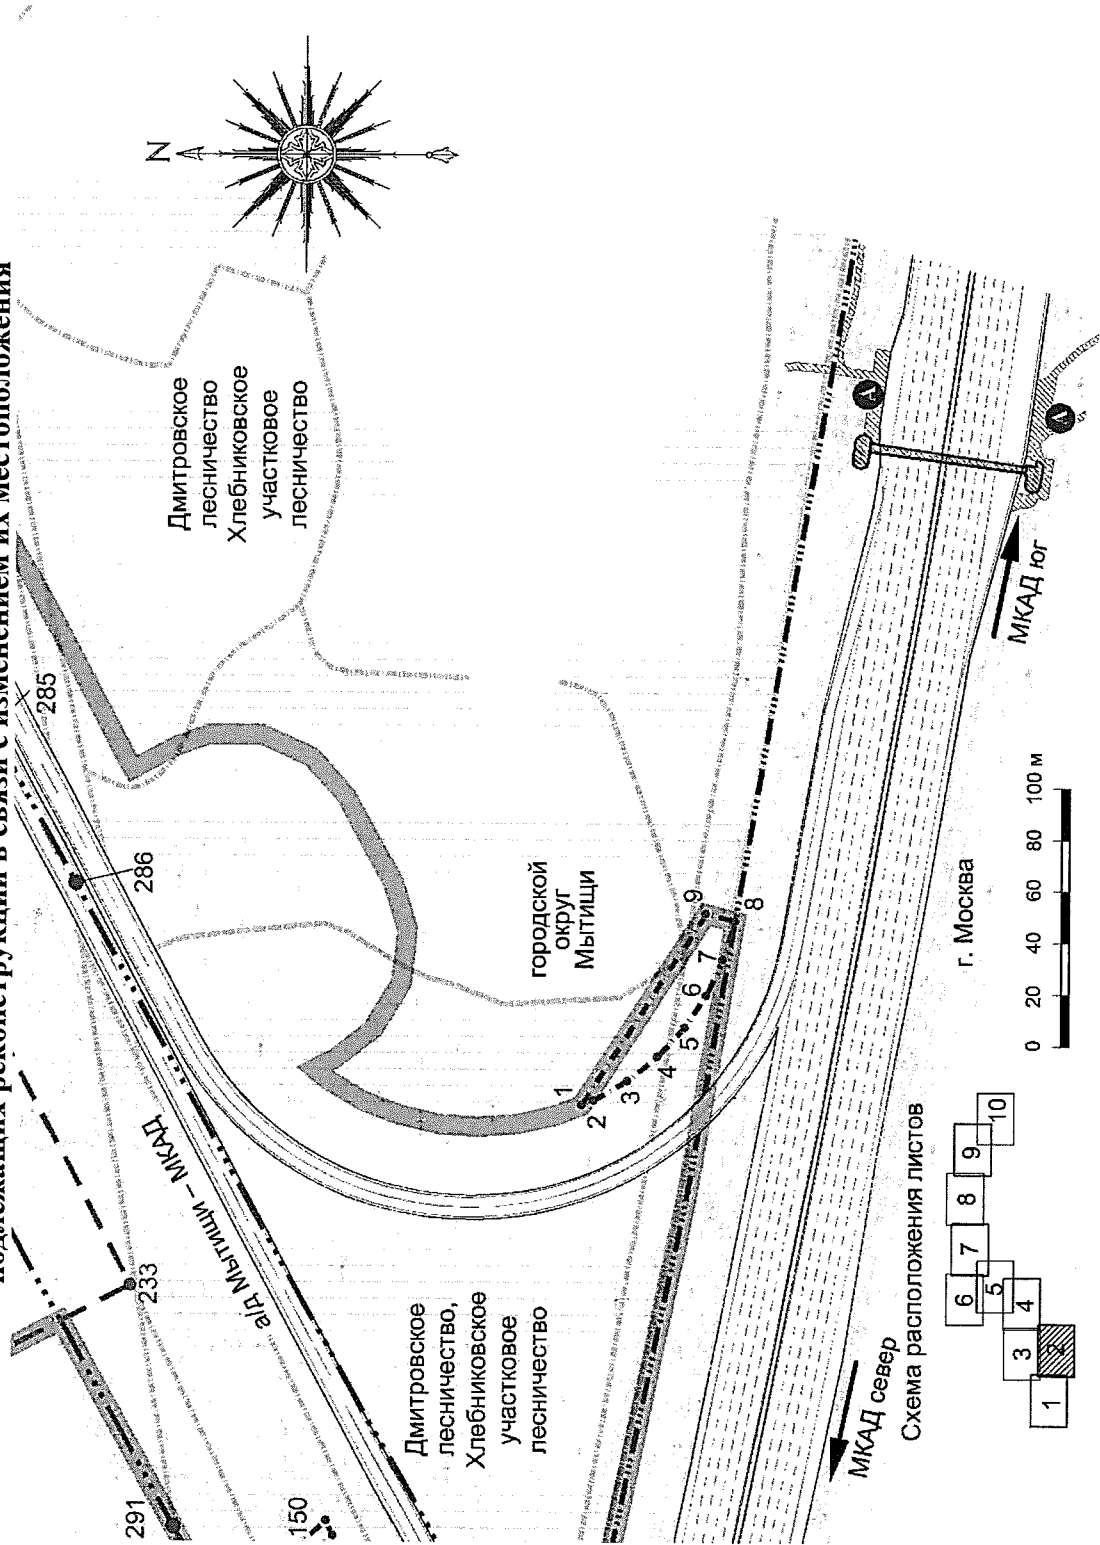 подлежащих реконструкции в связи с изменением их местоположения
N
285
286
233
291
150
а/д Мытищи – МКАД
Дмитровское
лесничество
Хлебниковское
участковое
лесничество
Дмитровское
лесничество,
Хлебниковское
участковое
лесничество
городской
округ
Мытищи
1
2
3
4
5
6
7
8
9
А
А
МКАД север
МКАД юг
г. Москва
Схема расположения листов
1
2
3
4
5
6
7
8
9
10
0
20
40
60
80
100 м